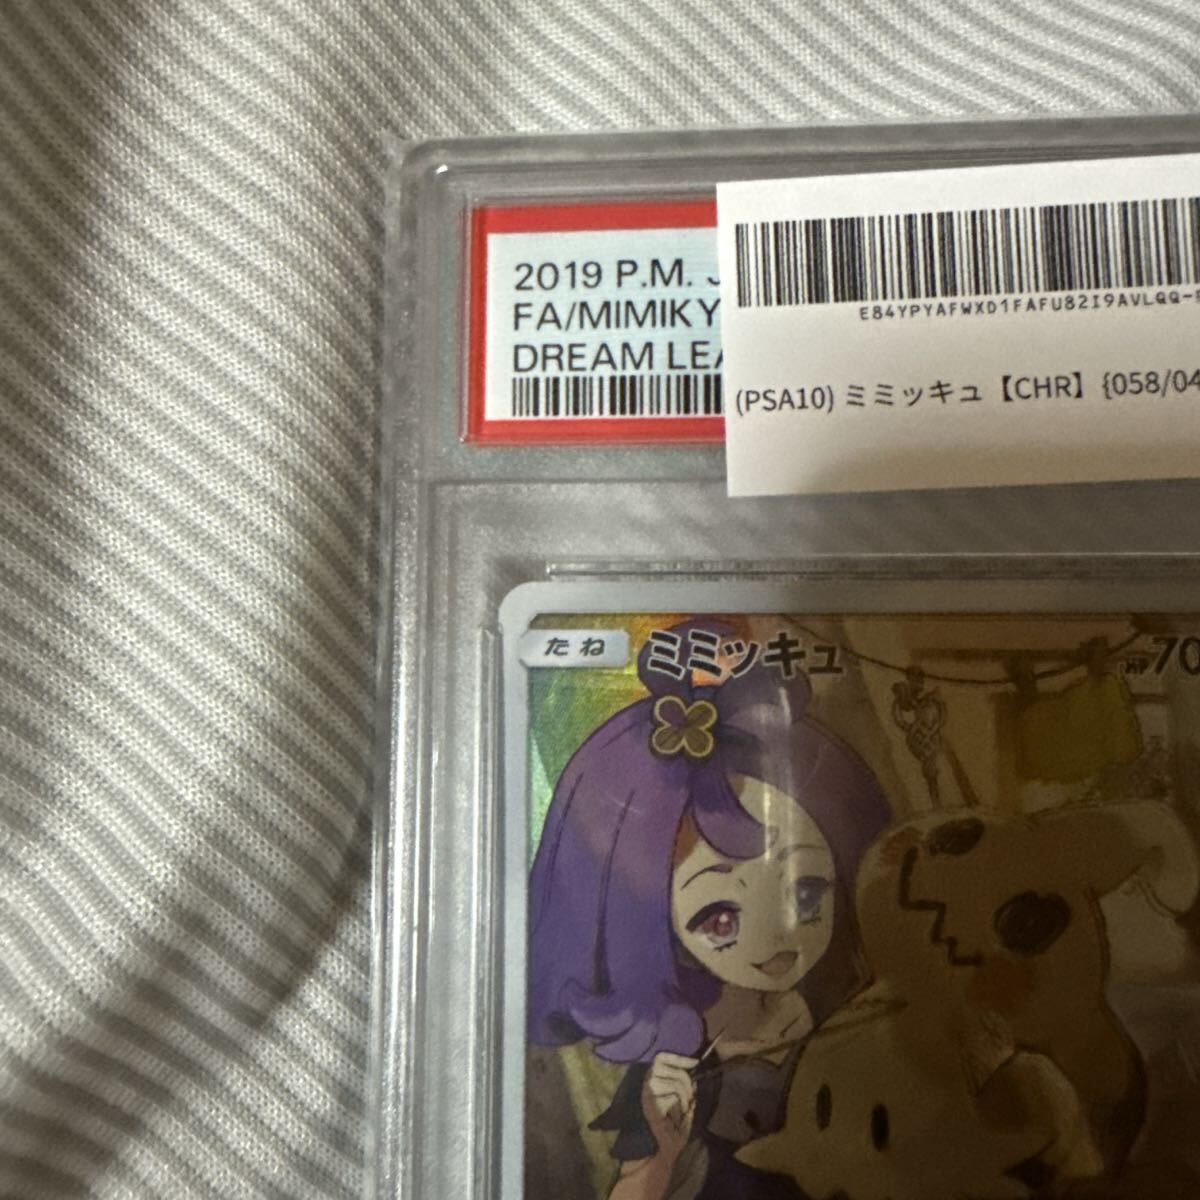 2019 P.M.
FA/MIMIKY
DREAM LEA
E84YPYAFWXD1FAFU82I9AVLQQ-
(PSA10) ミミッキュ【CHR】{058/04
たね ミミッキュ HP 70